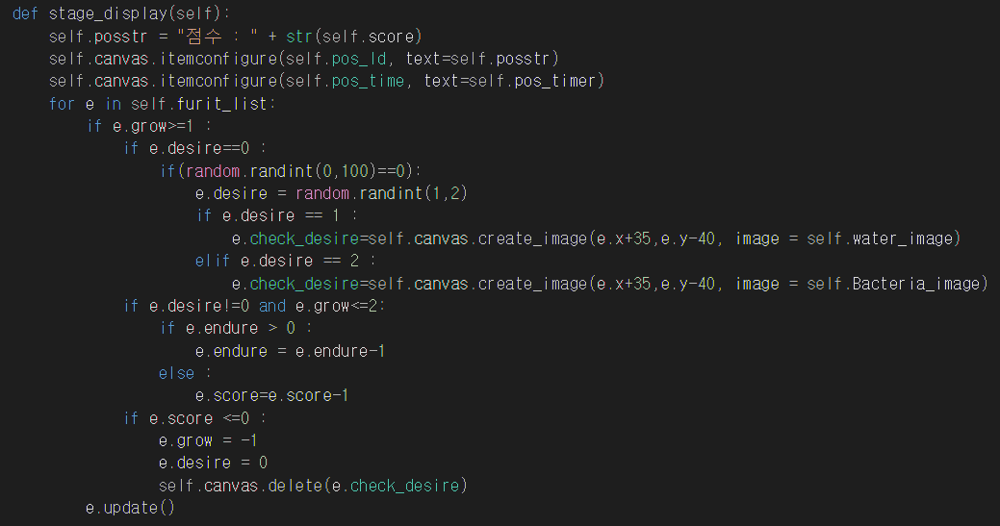 def stage_display(self):
    self.posstr = "점수 : " + str(self.score)
    self.canvas.itemconfigure(self.pos_ld, text=self.posstr)
    self.canvas.itemconfigure(self.pos_time, text=self.pos_timer)
    for e in self.furit_list:
        if e.grow>=1 :
            if e.desire==0 :
                if(random.randint(0,100)==0):
                    e.desire = random.randint(1,2)
                    if e.desire == 1 :
                        e.check_desire=self.canvas.create_image(e.x+35,e.y-40, image = self.water_image)
                    elif e.desire == 2 :
                        e.check_desire=self.canvas.create_image(e.x+35,e.y-40, image = self.Bacteria_image)
            if e.desire!=0 and e.grow<=2:
                if e.endure > 0 :
                    e.endure = e.endure-1
                else :
                    e.score=e.score-1
            if e.score <=0 :
                e.grow = -1
                e.desire = 0
                self.canvas.delete(e.check_desire)
        e.update()